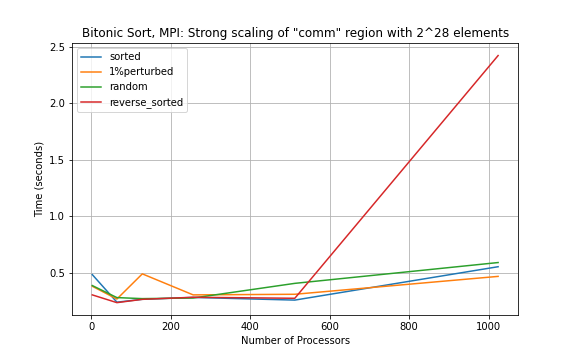 Bitonic Sort, MPI: Strong scaling of "comm" region with 2^28 elements
sorted
1%perturbed
random
reverse_sorted
2.5
2.0
1.5
1.0
0.5
Time (seconds)
0 200 400 600 800 1000
Number of Processors